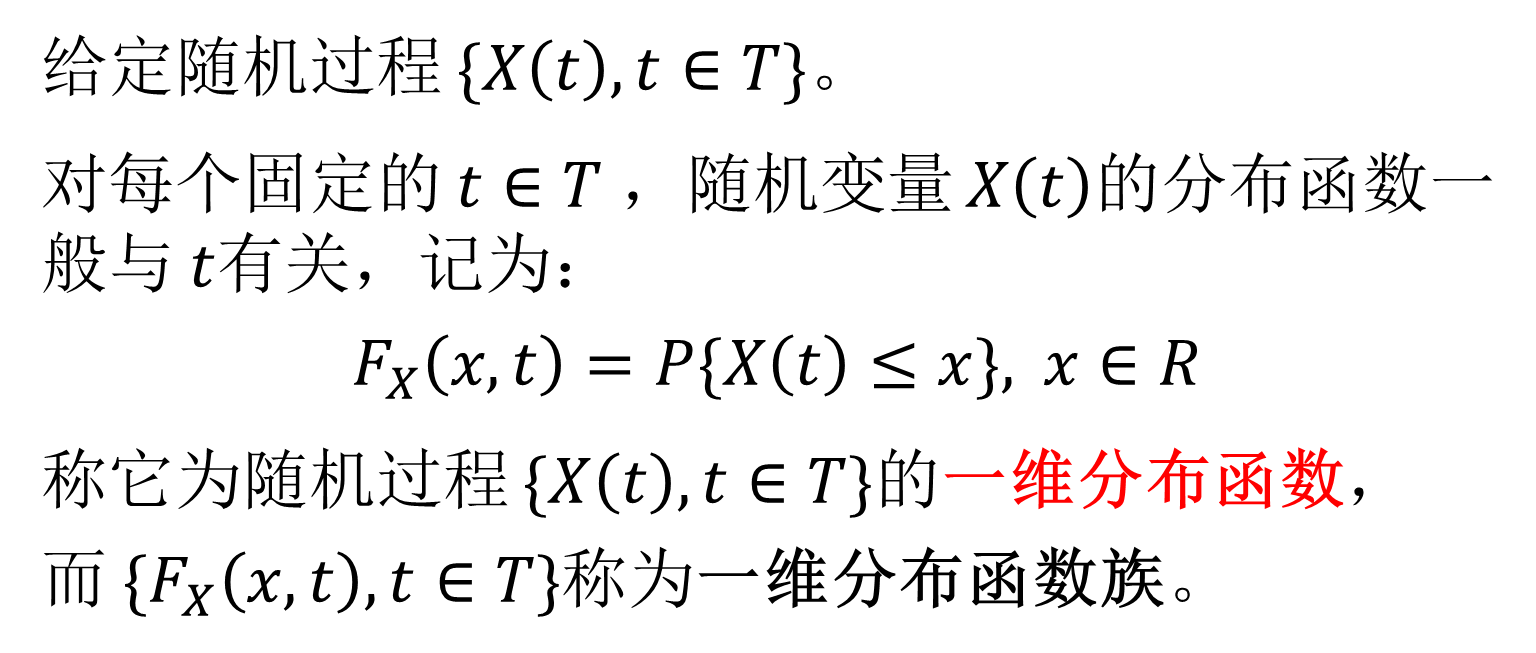 给定随机过程 {X(t), t ∈ T}。
对每个固定的 t ∈ T ，随机变量 X(t)的分布函数一
般与 t有关，记为：
F_X(x, t) = P{X(t) ≤ x}, x ∈ R
称它为随机过程 {X(t), t ∈ T}的一维分布函数，
而 {F_X(x, t), t ∈ T}称为一维分布函数族。